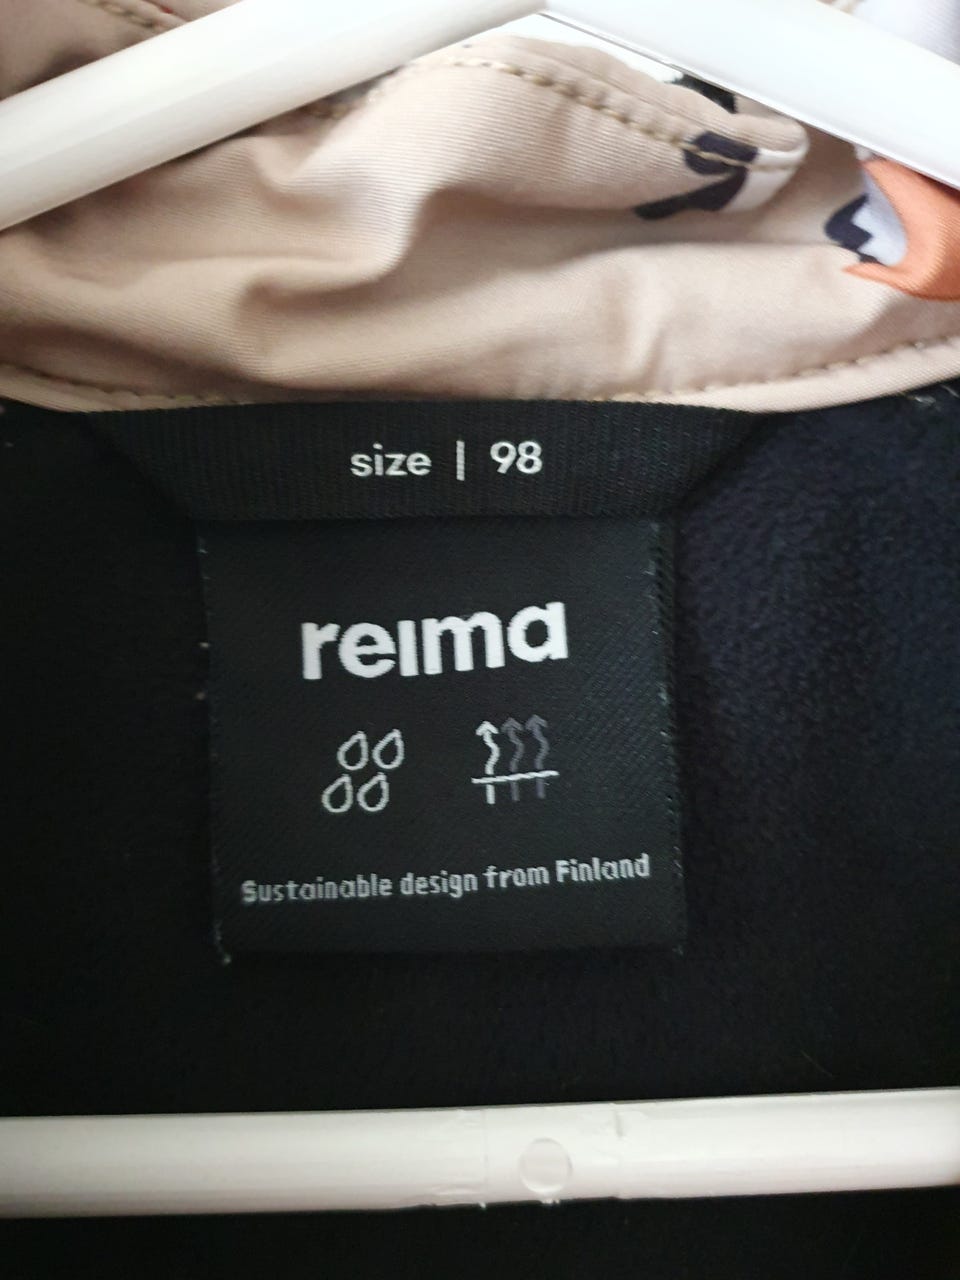 size | 98
reima
Sustainable design from Finland